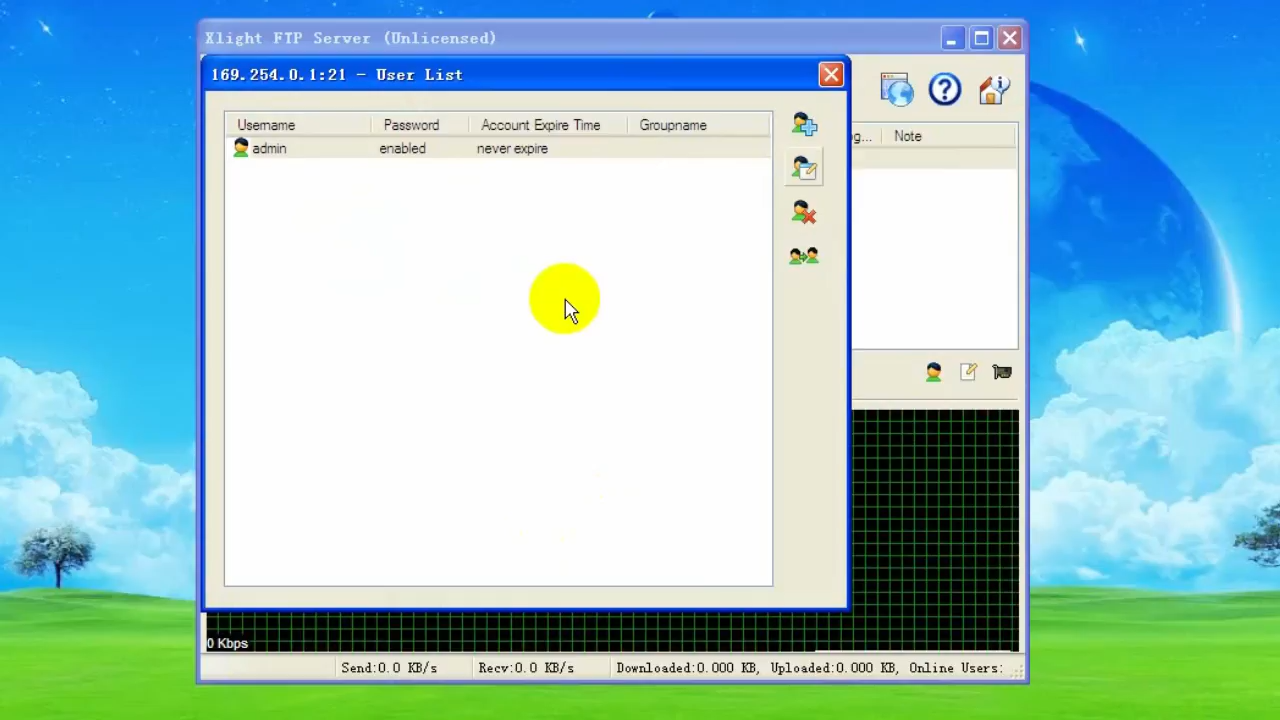 Xlight FTP Server (Unlicensed)
169.254.0.1:21 - User List
Username Password Account Expire Time Groupname
g... Note
admin enabled never expire
0 Kbps
Send:0.0 KB/s Recv:0.0 KB/s Downloaded:0.000 KB, Uploaded:0.000 KB, Online Users: